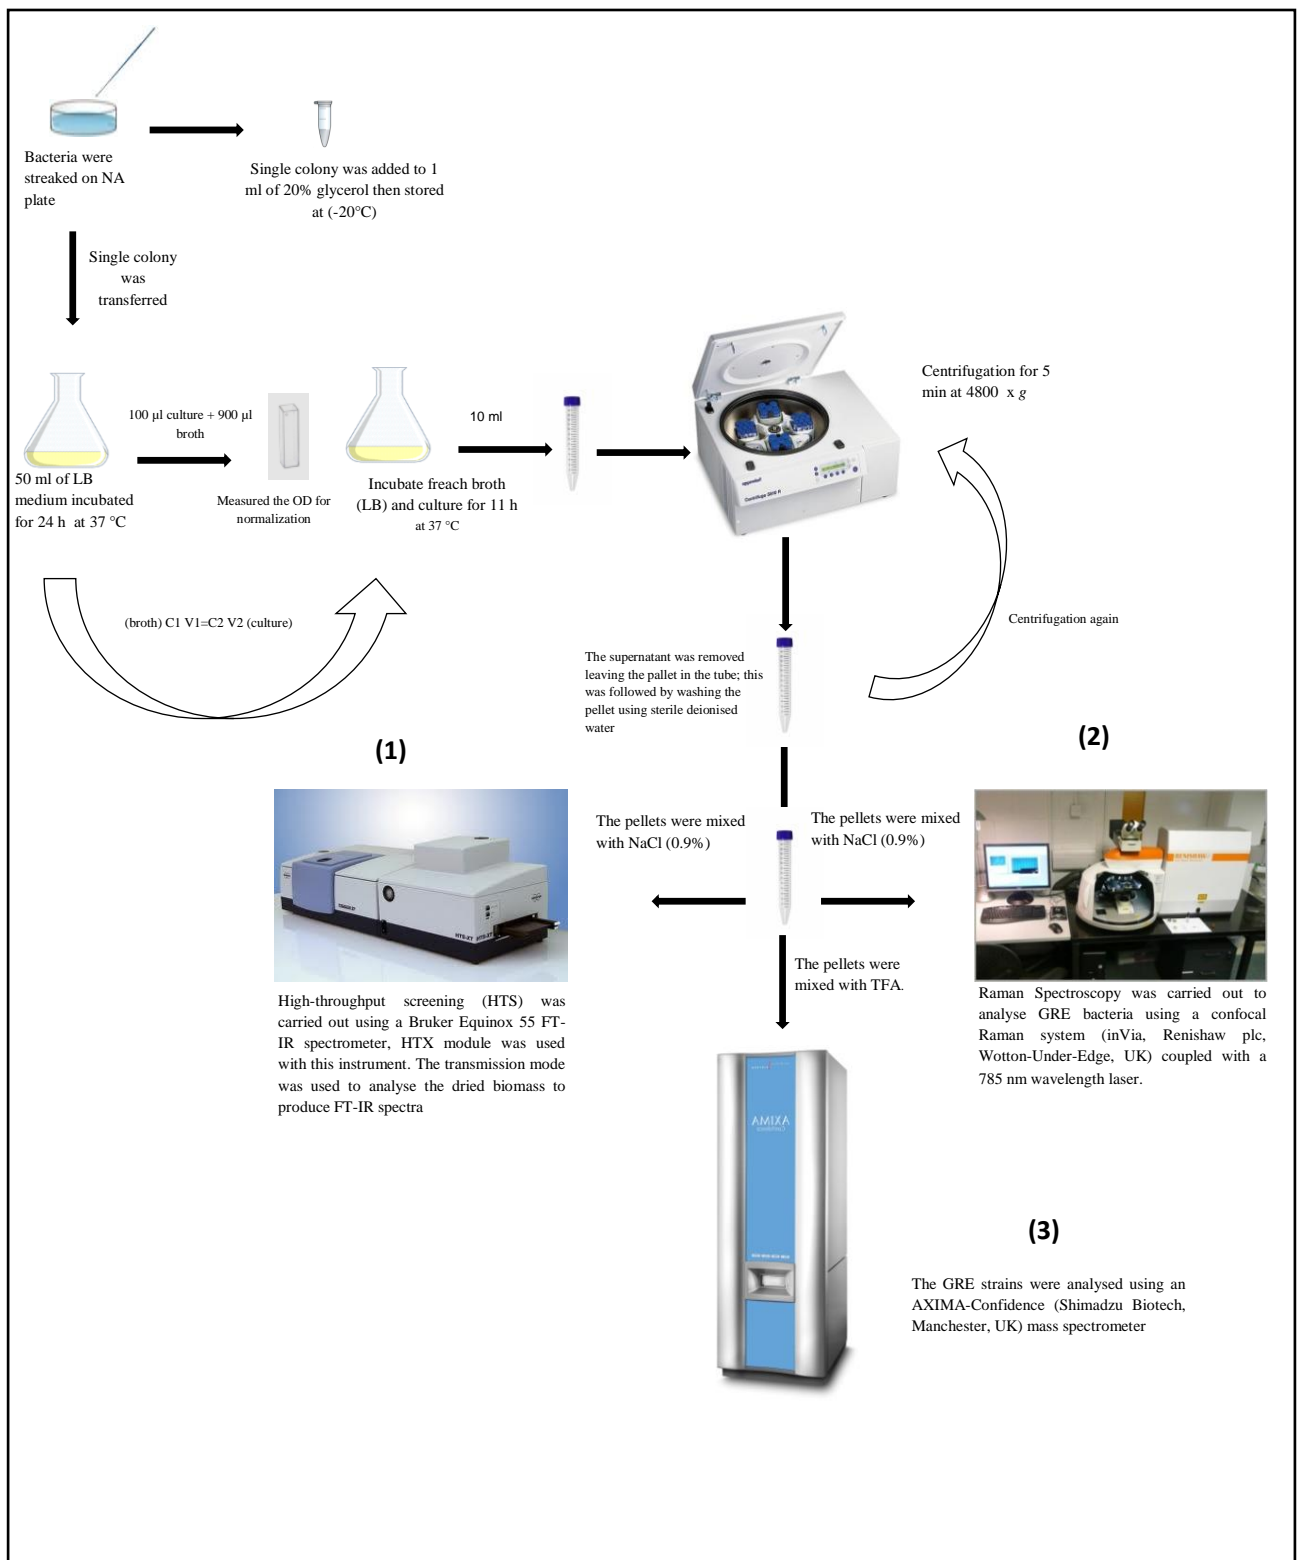 Bacteria were
streaked on NA
plate
Single colony was added to 1
ml of 20% glycerol then stored
at (-20°C)
Single colony
was
transferred
Centrifugation for 5
min at 4800 x g
100 µl culture + 900 µl
broth
10 ml
50 ml of LB
medium incubated
for 24 h at 37 °C
Measured the OD for
normalization
Incubate freach broth
(LB) and culture for 11 h
at 37 °C
(broth) C1 V1=C2 V2 (culture)
Centrifugation again
The supernatant was removed
leaving the pallet in the tube; this
was followed by washing the
pellet using sterile deionised
water
(1)
(2)
The pellets were mixed
with NaCl (0.9%)
The pellets were mixed
with NaCl (0.9%)
HTS-XT
RENISHAW
The pellets were
mixed with TFA.
High-throughput screening (HTS) was
carried out using a Bruker Equinox 55 FT-
IR spectrometer, HTX module was used
with this instrument. The transmission mode
was used to analyse the dried biomass to
produce FT-IR spectra
Raman Spectroscopy was carried out to
analyse GRE bacteria using a confocal
Raman system (inVia, Renishaw plc,
Wotton-Under-Edge, UK) coupled with a
785 nm wavelength laser.
AXIMA
Confidence
(3)
The GRE strains were analysed using an
AXIMA-Confidence (Shimadzu Biotech,
Manchester, UK) mass spectrometer